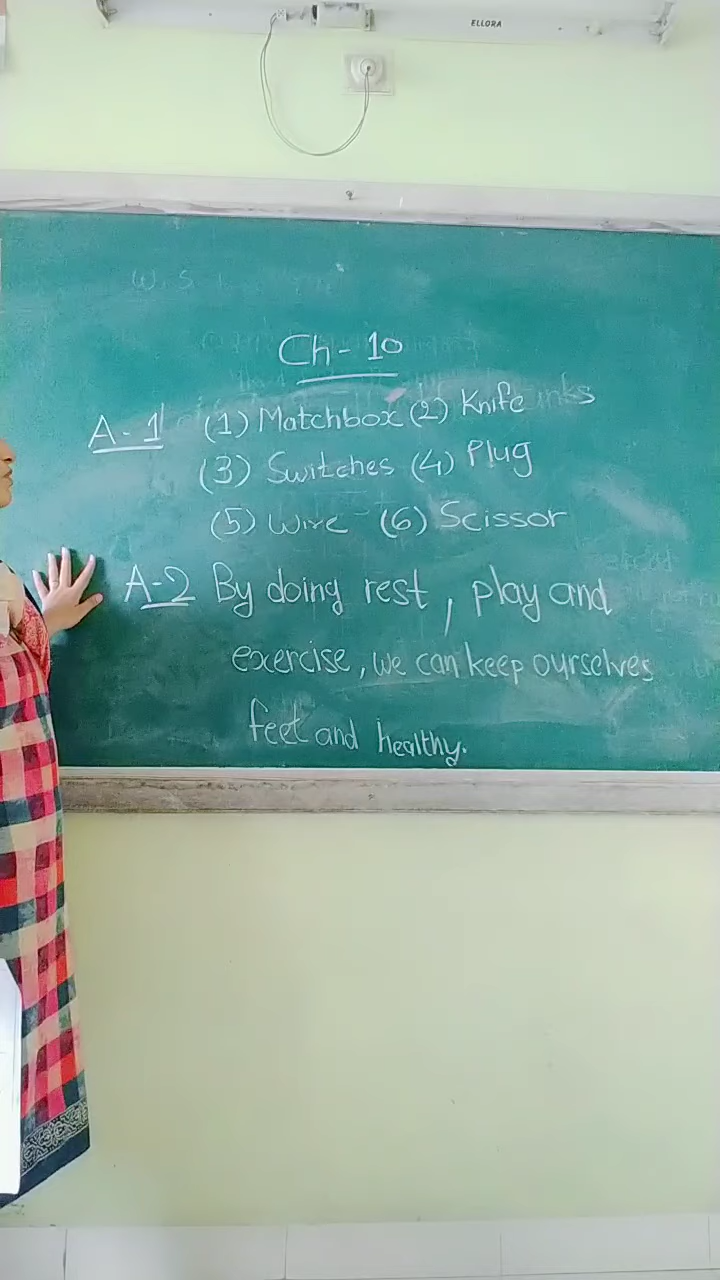 ELLORA
W.S
Ch - 10
A-1 (1) Matchbox (2) Knife
(3) Switches (4) Plug
(5) Wire (6) Scissor
A-2 By doing rest, play and
exercise, we can keep ourselves
feet and healthy.